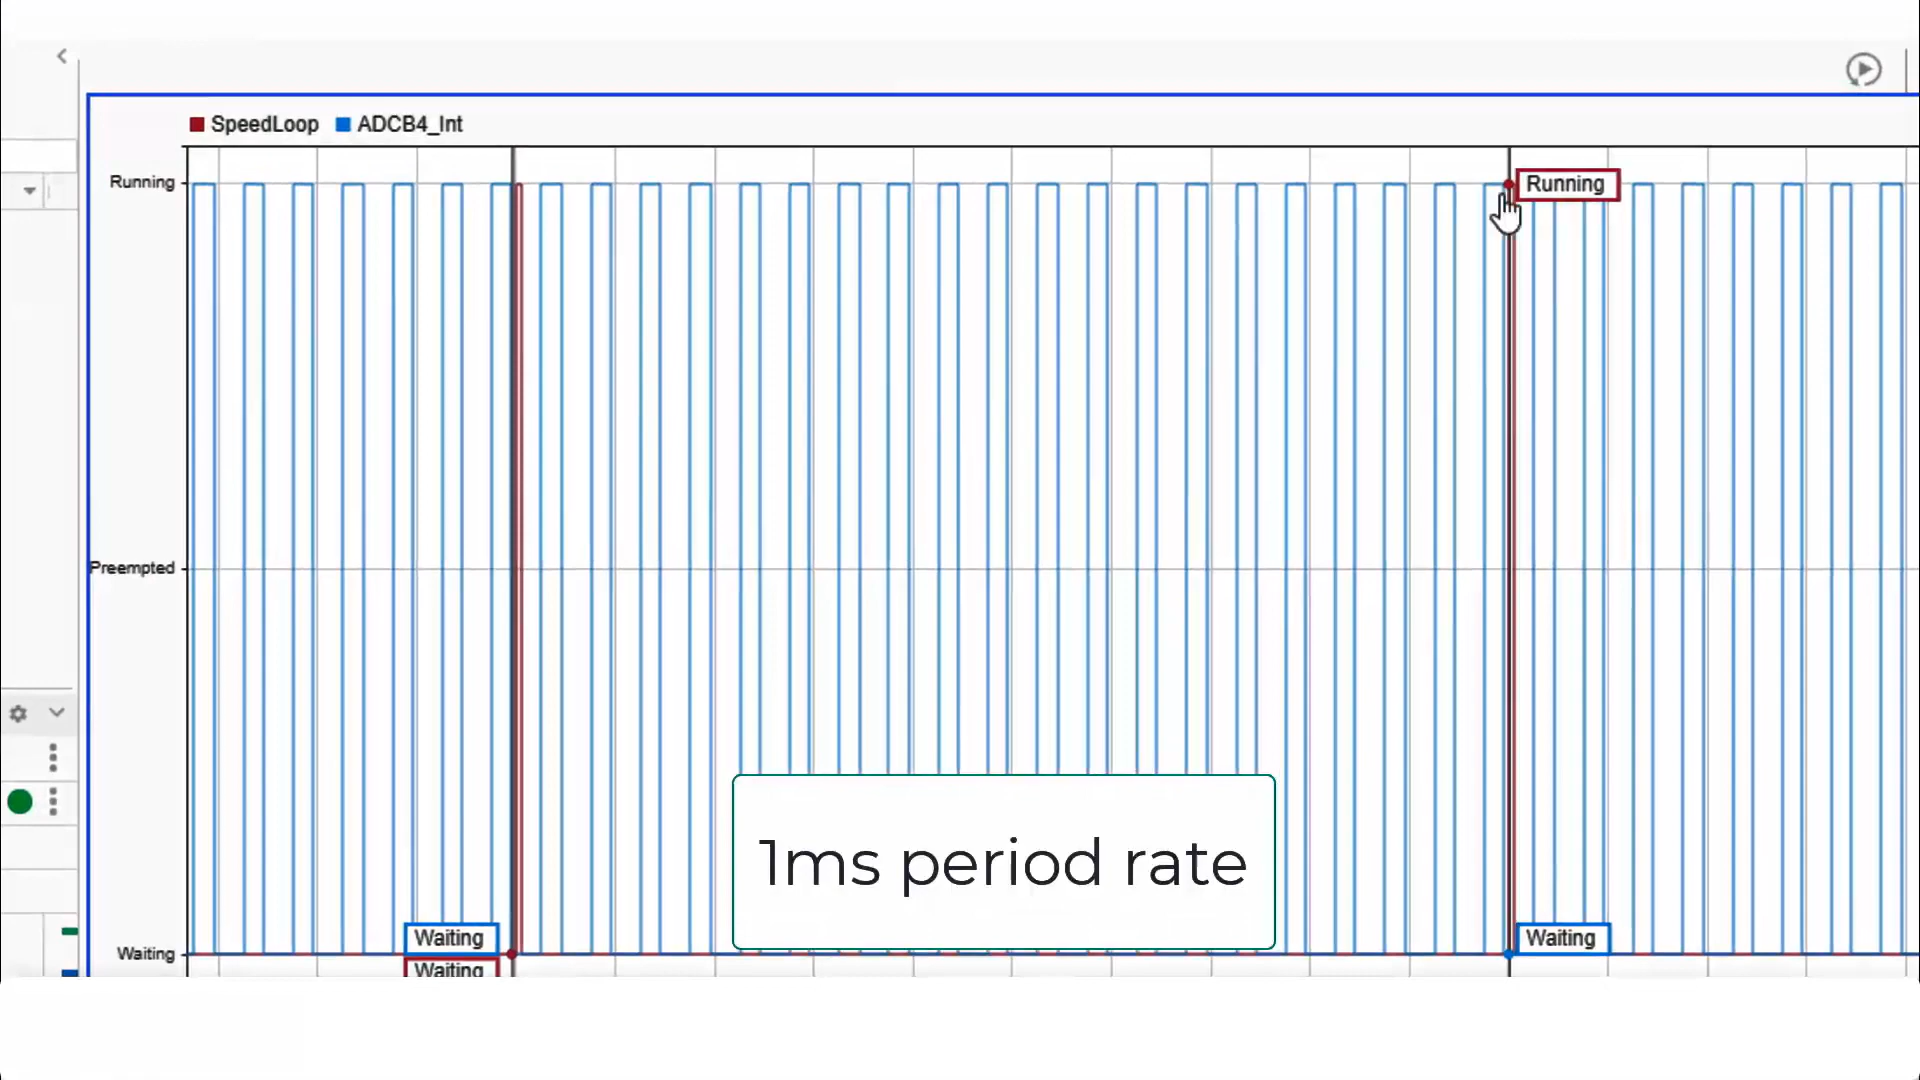 SpeedLoop ADCB4_Int
Running
Running
Preempted
1ms period rate
Waiting
Waiting
Waiting
Waiting